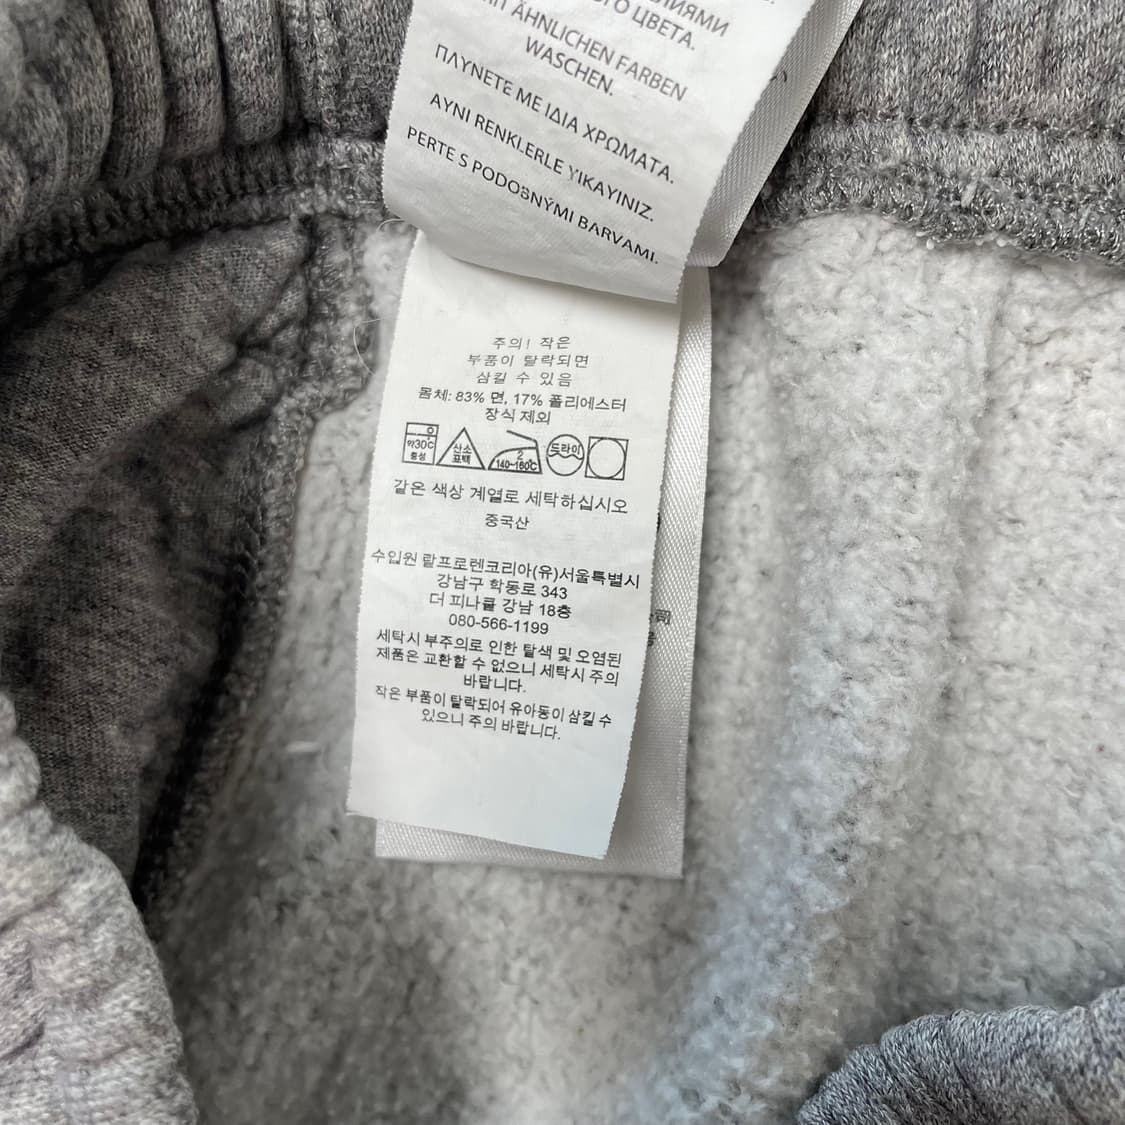 ЦВЕТА.
MIT ÄHNLICHEN FARBEN
WASCHEN.
ΠΛΥΝΕΤΕ ΜΕ ΙΔΙΑ ΧΡΩΜΑΤΑ.
AYNI RENKLERLE YIKAYINIZ.
PERTE S PODOBNÝMI BARVAMI.
주의! 작은
부품이 탈락되면
삼킬 수 있음
몸체: 83% 면, 17% 폴리에스터
장식 제외
약30℃
중성
산소
표백
2
140~160℃
드라이
같은 색상 계열로 세탁하십시오
중국산
수입원 랄프로렌코리아(유)서울특별시
강남구 학동로 343
더 피나클 강남 18층
080-566-1199
세탁시 부주의로 인한 탈색 및 오염된
제품은 교환할 수 없으니 세탁시 주의
바랍니다.
작은 부품이 탈락되어 유아동이 삼킬 수
있으니 주의 바랍니다.